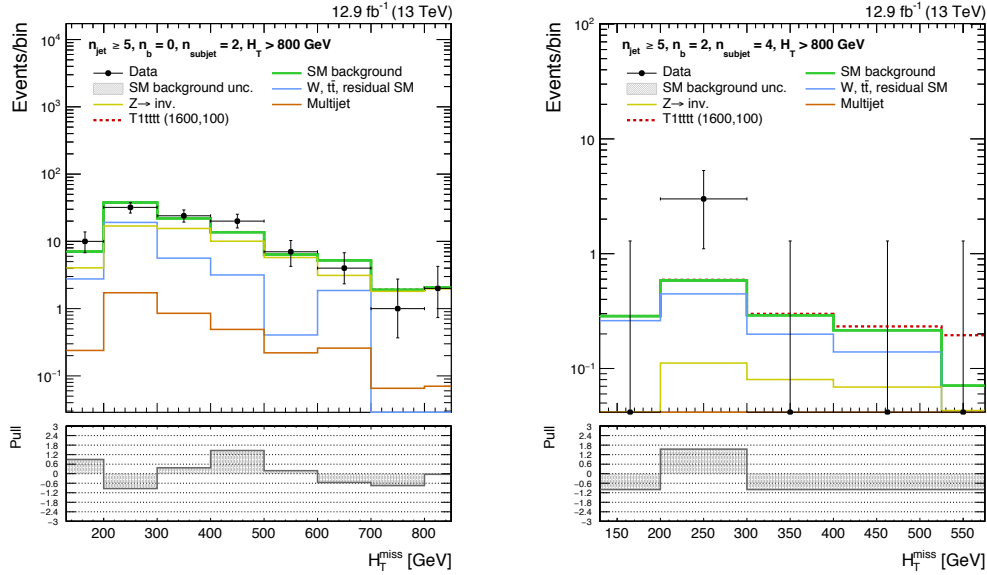 12.9 fb⁻¹ (13 TeV)
n_jet ≥ 5, n_b = 0, n_subjet = 2, H_T > 800 GeV
Data
SM background
SM background unc.
W, tt̄, residual SM
Z→ inv.
Multijet
T1tttt (1600,100)
Events/bin
10⁴
10³
10²
10
1
10⁻¹
Pull
3
2.4
1.8
1.2
0.6
0
−0.6
−1.2
−1.8
−2.4
−3
200 300 400 500 600 700 800
H_T^miss [GeV]
12.9 fb⁻¹ (13 TeV)
n_jet ≥ 5, n_b = 2, n_subjet = 4, H_T > 800 GeV
Data
SM background
SM background unc.
W, tt̄, residual SM
Z→ inv.
Multijet
T1tttt (1600,100)
Events/bin
10²
10
1
10⁻¹
Pull
3
2.4
1.8
1.2
0.6
0
−0.6
−1.2
−1.8
−2.4
−3
150 200 250 300 350 400 450 500 550
H_T^miss [GeV]